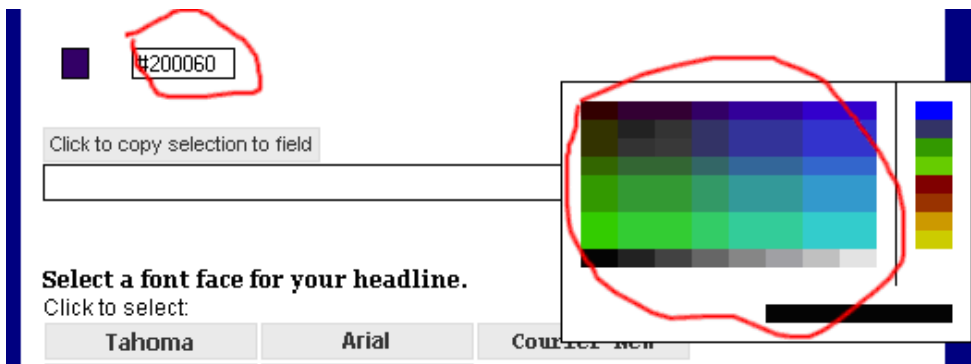 #200060
Click to copy selection to field
Select a font face for your headline.
Click to select:
Tahoma
Arial
Courier New